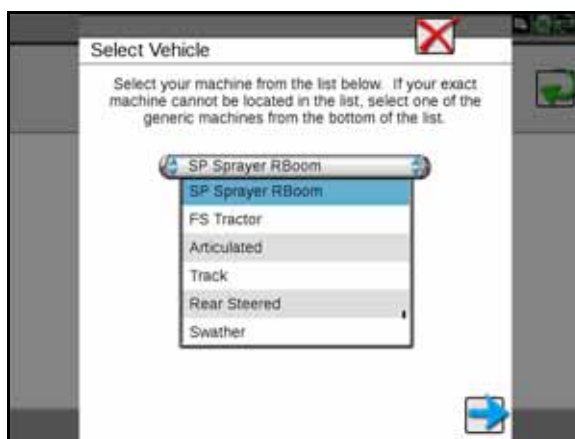 Select Vehicle
Select your machine from the list below. If your exact
machine cannot be located in the list, select one of the
generic machines from the bottom of the list.
SP Sprayer RBoom
SP Sprayer RBoom
FS Tractor
Articulated
Track
Rear Steered
Swather